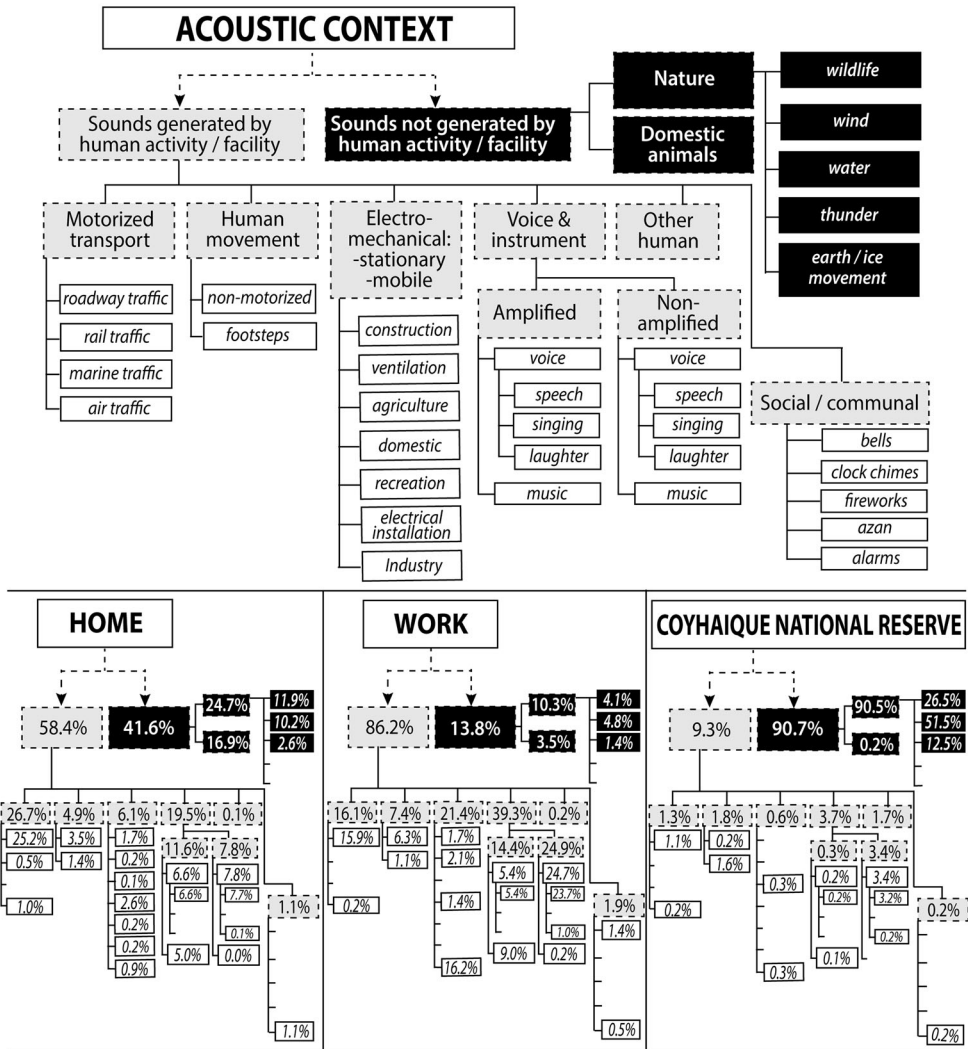 ACOUSTIC CONTEXT
Sounds generated by
human activity / facility
Sounds not generated by
human activity / facility
Nature
Domestic
animals
wildlife
wind
water
thunder
earth / ice
movement
Motorized
transport
roadway traffic
rail traffic
marine traffic
air traffic
Human
movement
non-motorized
footsteps
Electro-
mechanical:
-stationary
-mobile
construction
ventilation
agriculture
domestic
recreation
electrical
installation
Industry
Voice &
instrument
Amplified
voice
speech
singing
laughter
music
Non-
amplified
voice
speech
singing
laughter
music
Other
human
Social / communal
bells
clock chimes
fireworks
azan
alarms
HOME
58.4%
41.6%
24.7%
16.9%
11.9%
10.2%
2.6%
26.7%
25.2%
0.5%
1.0%
4.9%
3.5%
1.4%
6.1%
1.7%
0.2%
0.1%
2.6%
0.2%
0.2%
0.9%
19.5%
11.6%
6.6%
6.6%
5.0%
7.8%
7.8%
7.7%
0.1%
0.0%
0.1%
1.1%
1.1%
WORK
86.2%
13.8%
10.3%
3.5%
4.1%
4.8%
1.4%
16.1%
15.9%
0.2%
7.4%
6.3%
1.1%
21.4%
1.7%
2.1%
1.4%
16.2%
39.3%
14.4%
5.4%
5.4%
9.0%
24.9%
24.7%
23.7%
1.0%
0.2%
0.2%
1.9%
1.4%
0.5%
COYHAIQUE NATIONAL RESERVE
9.3%
90.7%
90.5%
0.2%
26.5%
51.5%
12.5%
1.3%
1.1%
0.2%
1.8%
0.2%
1.6%
0.6%
0.3%
0.3%
3.7%
0.3%
0.2%
0.2%
0.1%
3.4%
3.4%
3.2%
0.2%
1.7%
0.2%
0.2%